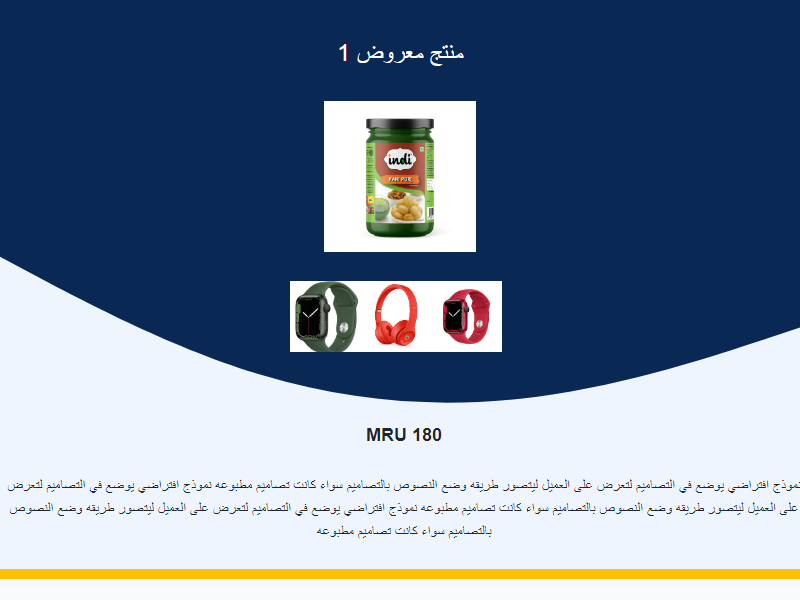 منتج معروض 1
indi
PANI PURI
MRU 180
نموذج افتراضي يوضع في التصاميم لتعرض على العميل ليتصور طريقه وضع النصوص بالتصاميم سواء كانت تصاميم مطبوعه نموذج افتراضي يوضع في التصاميم لتعرض
على العميل ليتصور طريقه وضع النصوص بالتصاميم سواء كانت تصاميم مطبوعه نموذج افتراضي يوضع في التصاميم لتعرض على العميل ليتصور طريقه وضع النصوص
بالتصاميم سواء كانت تصاميم مطبوعه